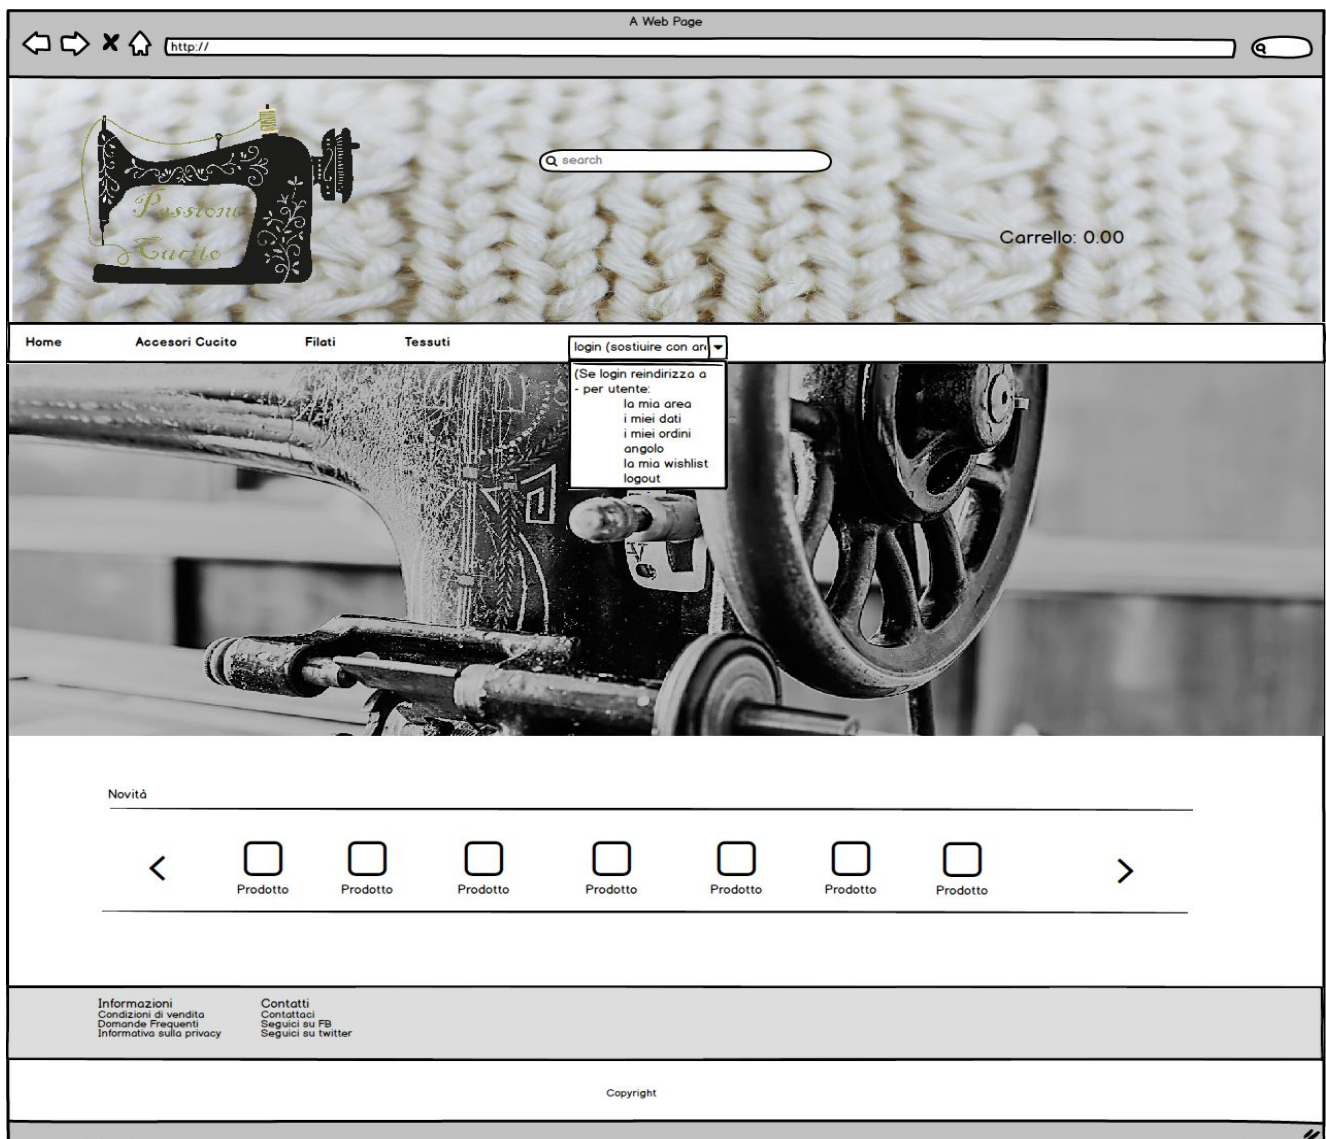 A Web Page
http://
search
Passione
Cucito
Carrello: 0.00
Home Accesori Cucito Filati Tessuti
login (sostiuire con are
(Se login reindirizza a
- per utente:
la mia area
i miei dati
i miei ordini
angolo
la mia wishlist
logout
Novità
Prodotto Prodotto Prodotto Prodotto Prodotto Prodotto Prodotto
Informazioni
Condizioni di vendita
Domande Frequenti
Informativa sulla privacy
Contatti
Contattaci
Seguici su FB
Seguici su twitter
Copyright